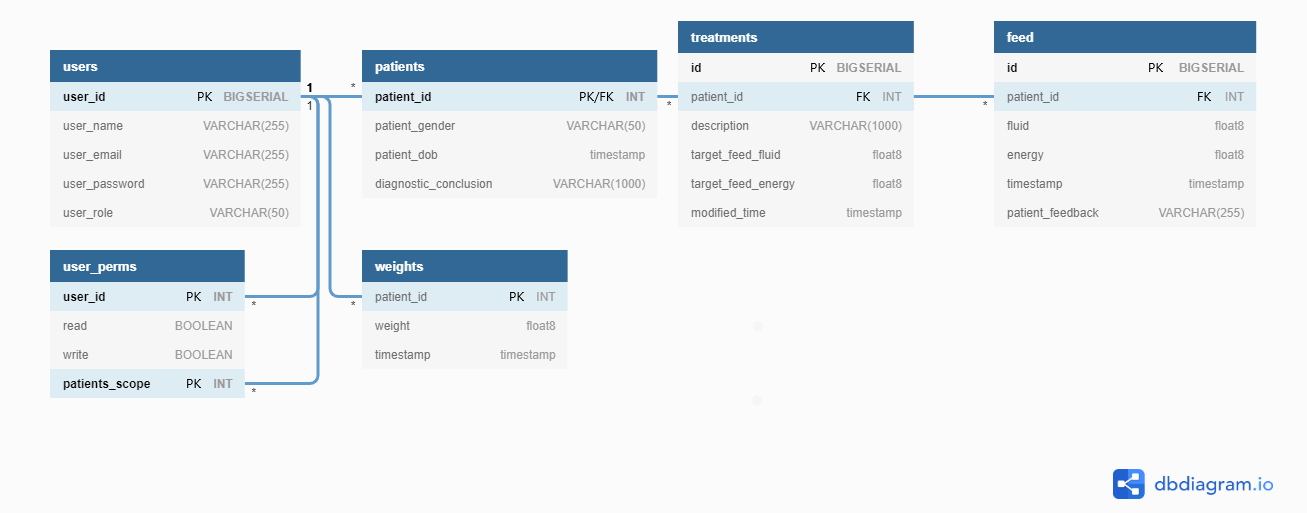 users
user_id PK BIGSERIAL
user_name VARCHAR(255)
user_email VARCHAR(255)
user_password VARCHAR(255)
user_role VARCHAR(50)
1
1
*
patients
patient_id PK/FK INT
patient_gender VARCHAR(50)
patient_dob timestamp
diagnostic_conclusion VARCHAR(1000)
*
treatments
id PK BIGSERIAL
patient_id FK INT
description VARCHAR(1000)
target_feed_fluid float8
target_feed_energy float8
modified_time timestamp
*
feed
id PK BIGSERIAL
patient_id FK INT
fluid float8
energy float8
timestamp timestamp
patient_feedback VARCHAR(255)
user_perms
user_id PK INT
*
read BOOLEAN
write BOOLEAN
patients_scope PK INT
*
*
weights
patient_id PK INT
weight float8
timestamp timestamp
dbdiagram.io